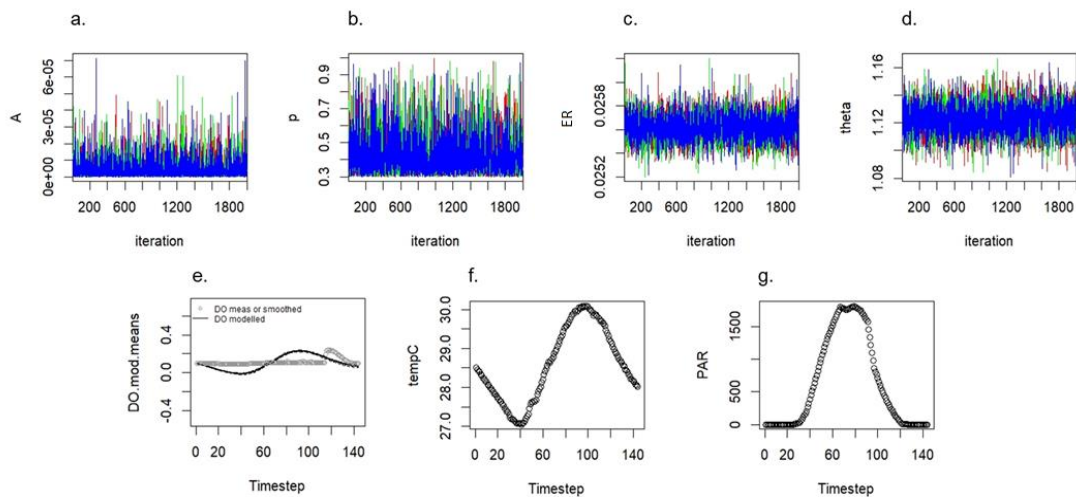 a.
A
0e+00 3e-05 6e-05
200 600 1200 1800
iteration
b.
p
0.3 0.5 0.7 0.9
200 600 1200 1800
iteration
c.
ER
0.0252 0.0258
200 600 1200 1800
iteration
d.
theta
1.08 1.12 1.16
200 600 1200 1800
iteration
e.
DO.mod.means
-0.4 0.0 0.4
DO meas or smoothed
DO modelled
0 20 60 100 140
Timestep
f.
tempC
27.0 28.0 29.0 30.0
0 20 60 100 140
Timestep
g.
PAR
0 500 1500
0 20 60 100 140
Timestep